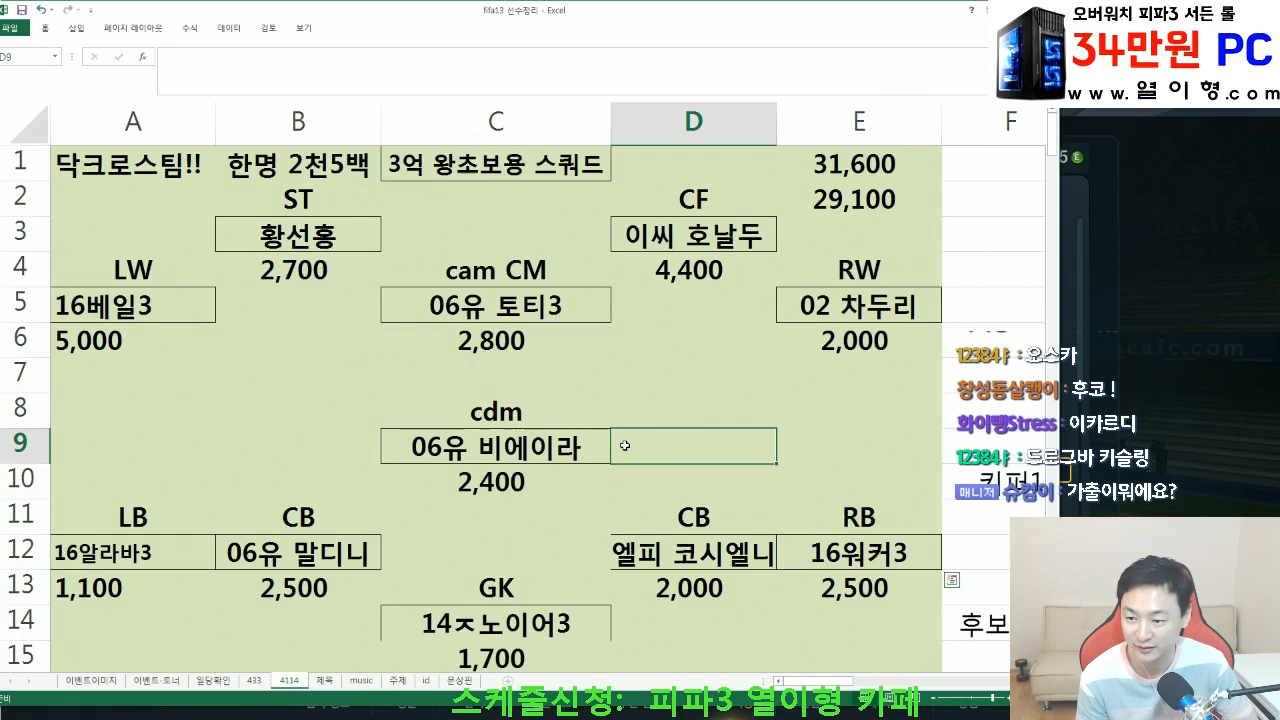 fifa13 선수정리 - Excel
파일 홈 삽입 페이지 레이아웃 수식 데이터 검토 보기
D9
fx
A B C D E F
1 닥크로스팀!! 한명 2천5백 3억 왕초보용 스쿼드 31,600
2 ST CF 29,100
3 황선홍 이씨 호날두
4 LW 2,700 cam CM 4,400 RW
5 16베일3 06유 토티3 02 차두리
6 5,000 2,800 2,000
7
8 cdm
9 06유 비에이라
10 2,400 키퍼1
11 LB CB CB RB
12 16알라바3 06유 말디니 엘피 코시엘니 16워커3
13 1,100 2,500 GK 2,000 2,500
14 14ㅈ노이어3 후보
15 1,700
이벤트이미지 이벤트-토너 일당확인 433 4114 제목 music 주제 id 문상핀
오버워치 피파3 서든 롤
34만원 PC
www.열이형.com
12384ㅑ : 오스카
창성동살쾡이 : 후코 !
화이탱Stress : 이카르디
12384ㅑ : 드로그바 키슬링
매니저 슈컴이 : 가출이뭐에요?
스케줄신청: 피파3 열이형 카페